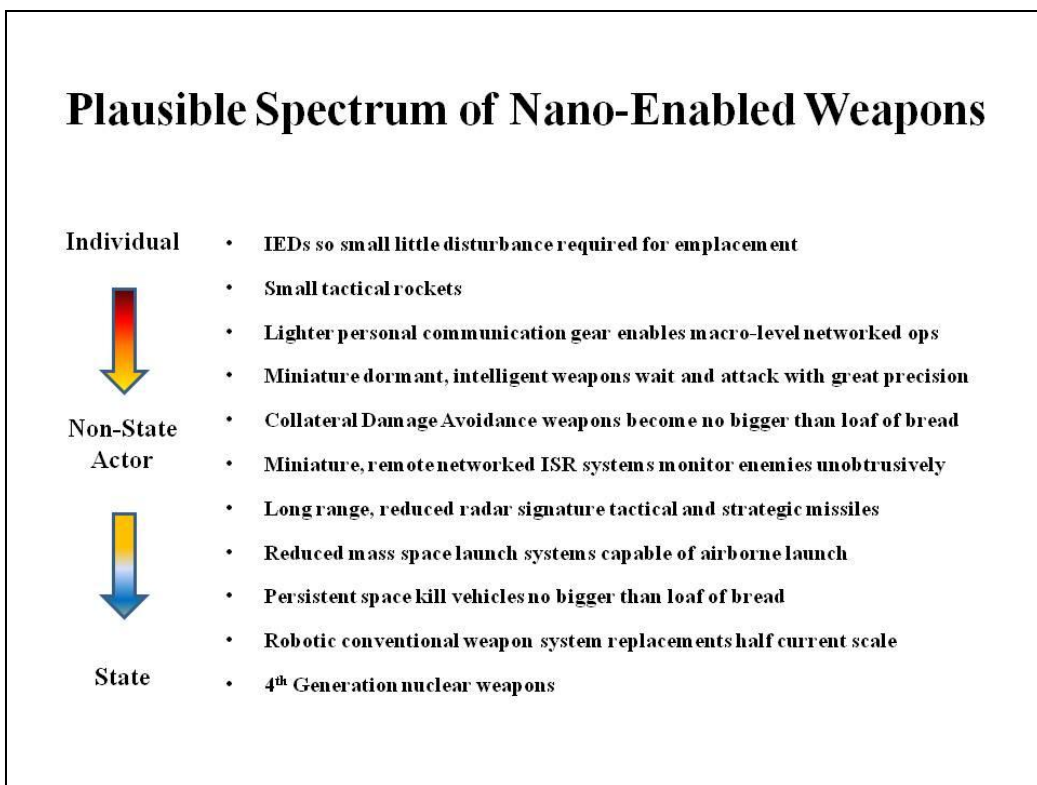 Plausible Spectrum of Nano-Enabled Weapons
Individual
• IEDs so small little disturbance required for emplacement
• Small tactical rockets
• Lighter personal communication gear enables macro-level networked ops
• Miniature dormant, intelligent weapons wait and attack with great precision
Non-State
Actor
• Collateral Damage Avoidance weapons become no bigger than loaf of bread
• Miniature, remote networked ISR systems monitor enemies unobtrusively
• Long range, reduced radar signature tactical and strategic missiles
• Reduced mass space launch systems capable of airborne launch
• Persistent space kill vehicles no bigger than loaf of bread
• Robotic conventional weapon system replacements half current scale
State
• 4th Generation nuclear weapons